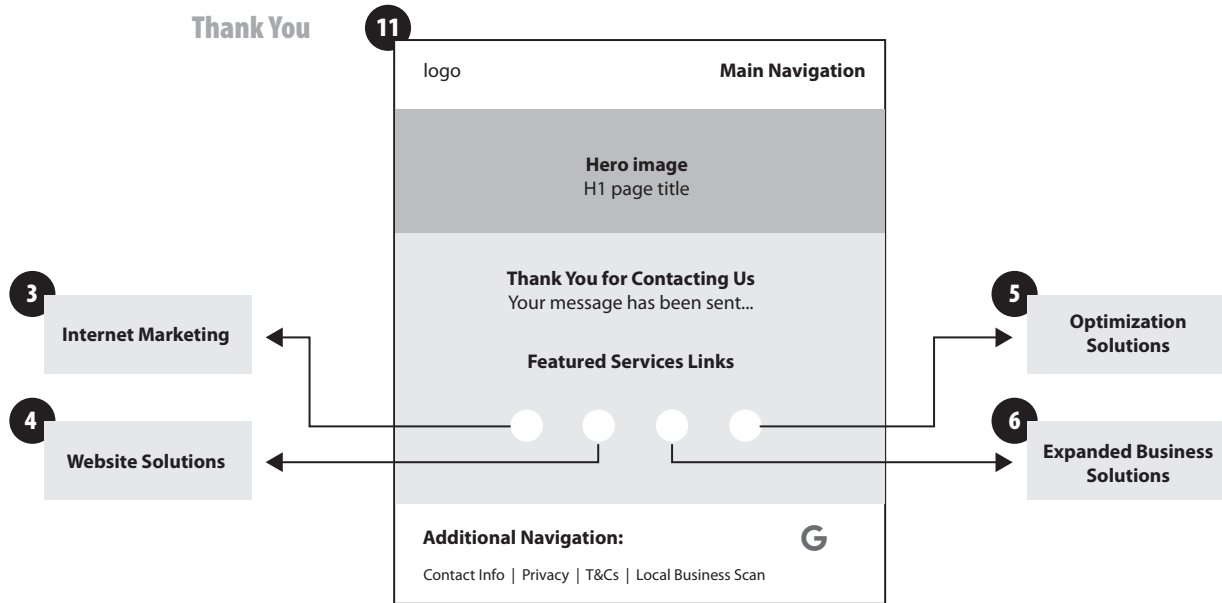 Thank You
11
logo
Main Navigation
Hero image
H1 page title
Thank You for Contacting Us
Your message has been sent...
Featured Services Links
3
Internet Marketing
4
Website Solutions
5
Optimization
Solutions
6
Expanded Business
Solutions
Additional Navigation:
G
Contact Info | Privacy | T&Cs | Local Business Scan